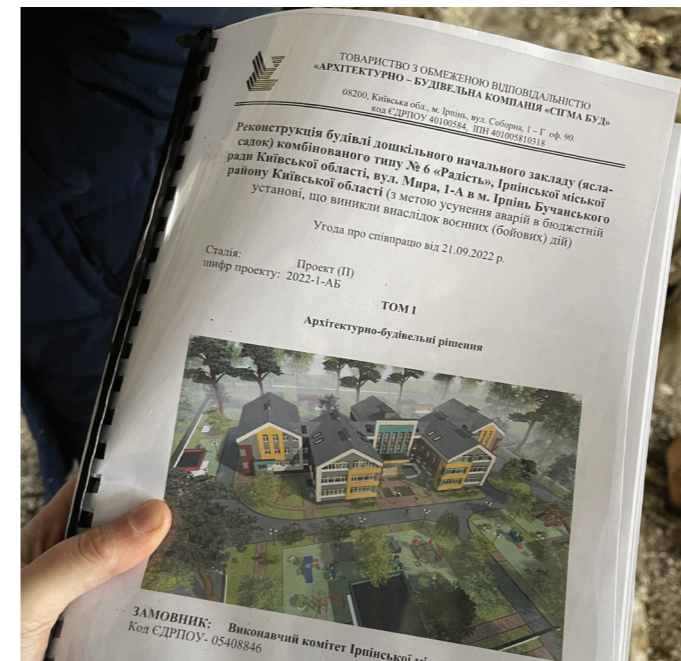 ТОВАРИСТВО З ОБМЕЖЕНОЮ ВІДПОВІДАЛЬНІСТЮ
«АРХІТЕКТУРНО – БУДІВЕЛЬНА КОМПАНІЯ «СІГМА БУД»
08200, Київська обл., м. Ірпінь, вул. Соборна, 1 – Г оф. 90.
код ЄДРПОУ 40100584, ІПН 401005810318
Реконструкція будівлі дошкільного начального закладу (ясла-
садок) комбінованого типу № 6 «Радість», Ірпінської міської
ради Київської області, вул. Мира, 1-А в м. Ірпінь Бучанського
району Київської області (з метою усунення аварій в бюджетній
установі, що виникли внаслідок воєнних (бойових) дій)
Угода про співпрацю від 21.09.2022 р.
Стадія: Проект (П)
шифр проекту: 2022-1-АБ
ТОМ І
Архітектурно-будівельні рішення
ЗАМОВНИК: Виконавчий комітет Ірпінської
Код ЄДРПОУ- 05408846